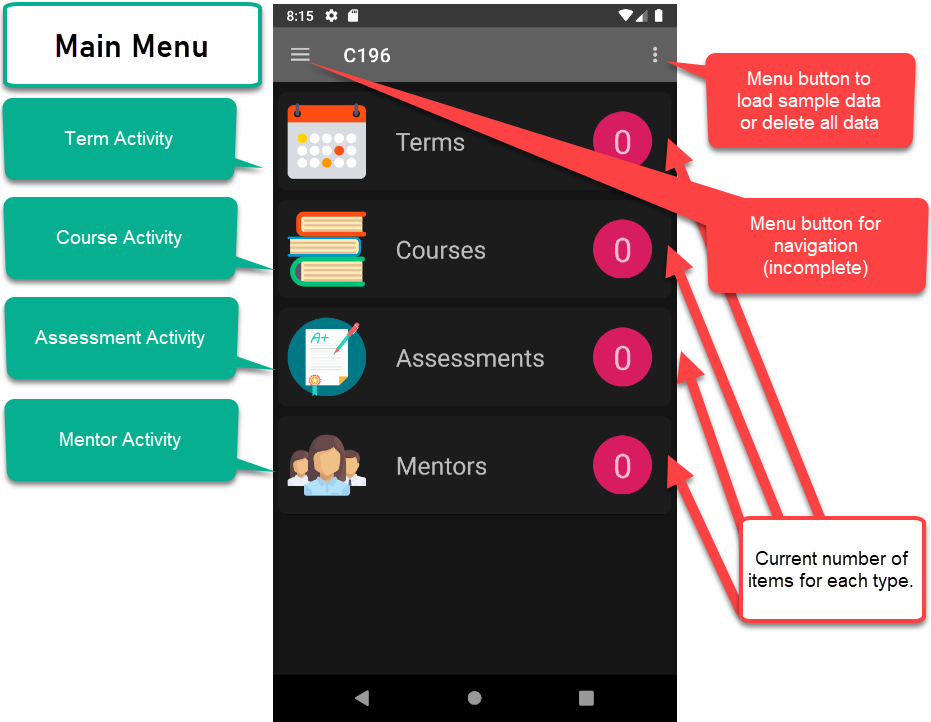 Main Menu
8:15
C196
Term Activity
Course Activity
Assessment Activity
Mentor Activity
Terms
0
Courses
0
Assessments
0
A+
Mentors
0
Menu button to
load sample data
or delete all data
Menu button for
navigation
(incomplete)
Current number of
items for each type.